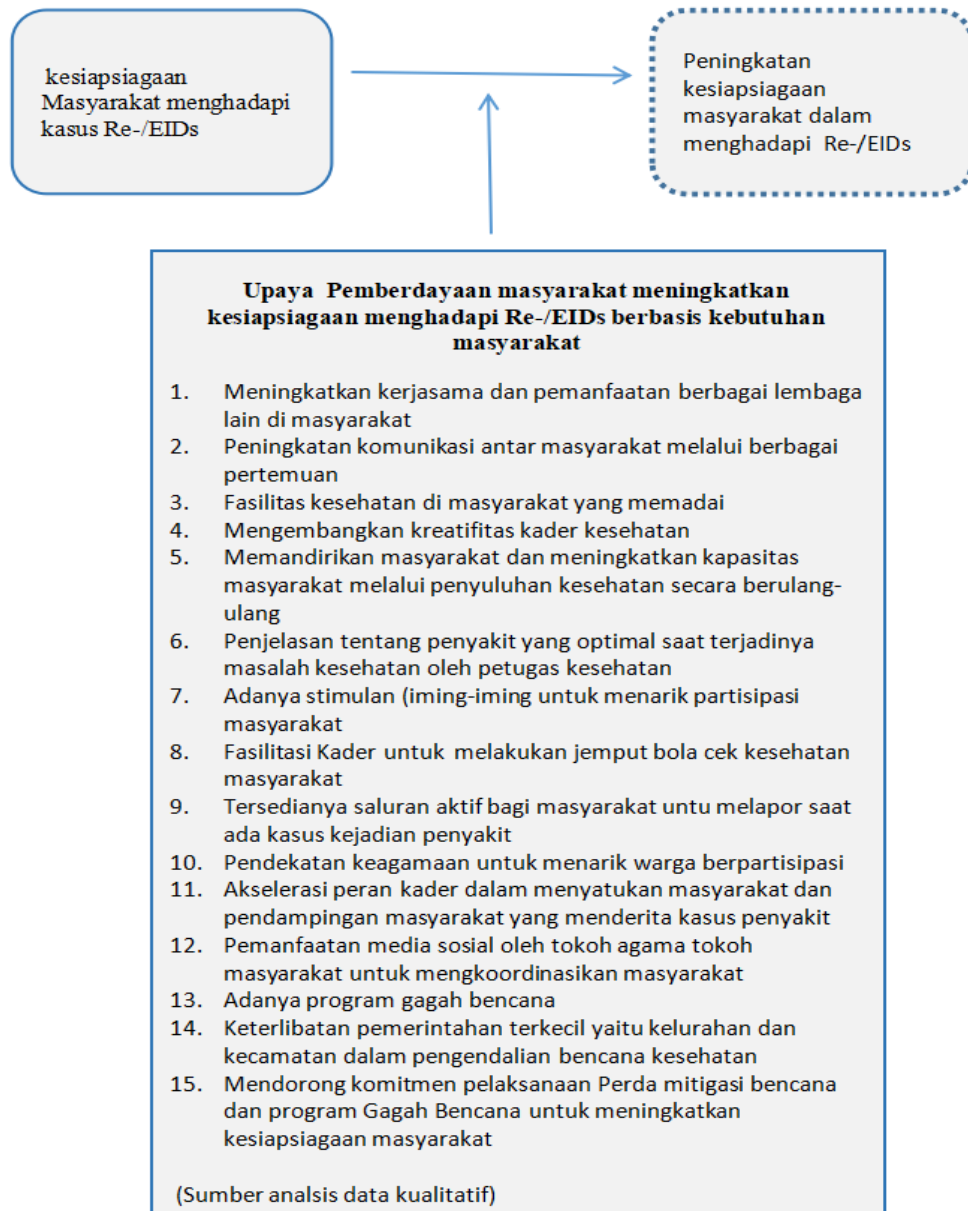 kesiapsiagaan
Masyarakat menghadapi
kasus Re-/EIDs
Peningkatan
kesiapsiagaan
masyarakat dalam
menghadapi Re-/EIDs
Upaya Pemberdayaan masyarakat meningkatkan
kesiapsiagaan menghadapi Re-/EIDs berbasis kebutuhan
masyarakat
1. Meningkatkan kerjasama dan pemanfaatan berbagai lembaga
lain di masyarakat
2. Peningkatan komunikasi antar masyarakat melalui berbagai
pertemuan
3. Fasilitas kesehatan di masyarakat yang memadai
4. Mengembangkan kreatifitas kader kesehatan
5. Memandirikan masyarakat dan meningkatkan kapasitas
masyarakat melalui penyuluhan kesehatan secara berulang-
ulang
6. Penjelasan tentang penyakit yang optimal saat terjadinya
masalah kesehatan oleh petugas kesehatan
7. Adanya stimulan (iming-iming untuk menarik partisipasi
masyarakat
8. Fasilitasi Kader untuk melakukan jemput bola cek kesehatan
masyarakat
9. Tersedianya saluran aktif bagi masyarakat untu melapor saat
ada kasus kejadian penyakit
10. Pendekatan keagamaan untuk menarik warga berpartisipasi
11. Akselerasi peran kader dalam menyatukan masyarakat dan
pendampingan masyarakat yang menderita kasus penyakit
12. Pemanfaatan media sosial oleh tokoh agama tokoh
masyarakat untuk mengkoordinasikan masyarakat
13. Adanya program gagah bencana
14. Keterlibatan pemerintahan terkecil yaitu kelurahan dan
kecamatan dalam pengendalian bencana kesehatan
15. Mendorong komitmen pelaksanaan Perda mitigasi bencana
dan program Gagah Bencana untuk meningkatkan
kesiapsiagaan masyarakat
(Sumber analsis data kualitatif)